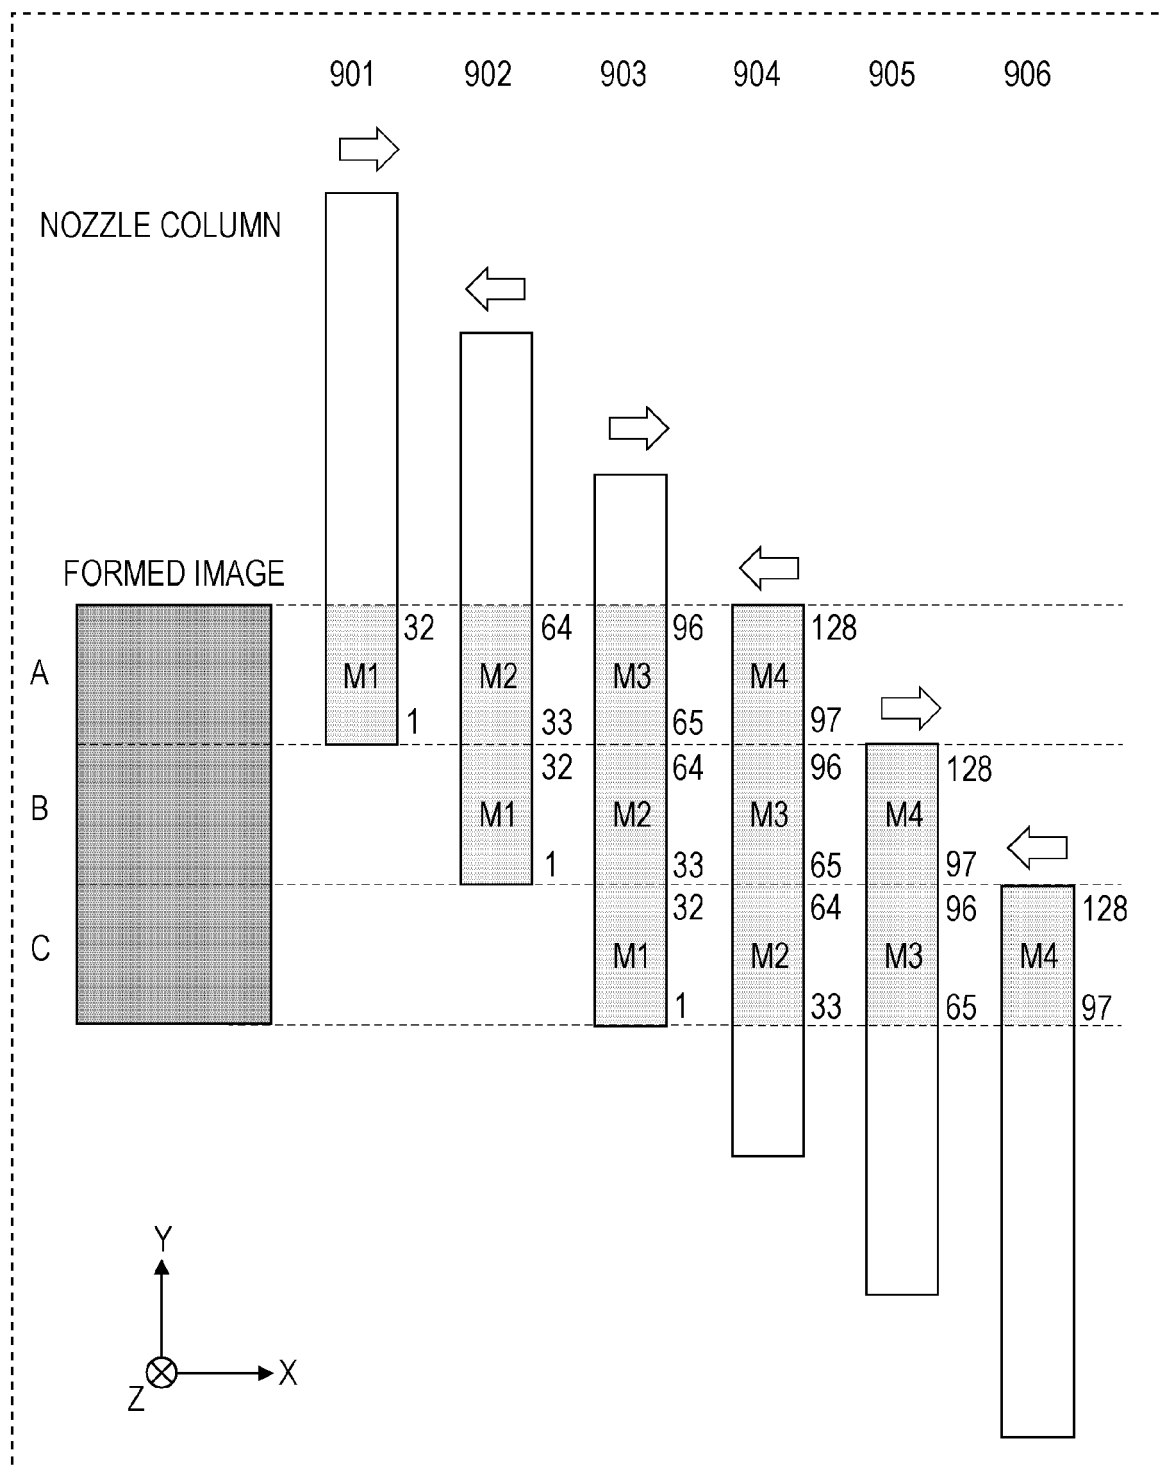 901 902 903 904 905 906
NOZZLE COLUMN
FORMED IMAGE
32 64 96 128
A M1 M2 M3 M4
1 33 65 97
32 64 96 128
B M1 M2 M3 M4
1 33 65 97
32 64 96 128
C M1 M2 M3 M4
1 33 65 97
Y
X
Z